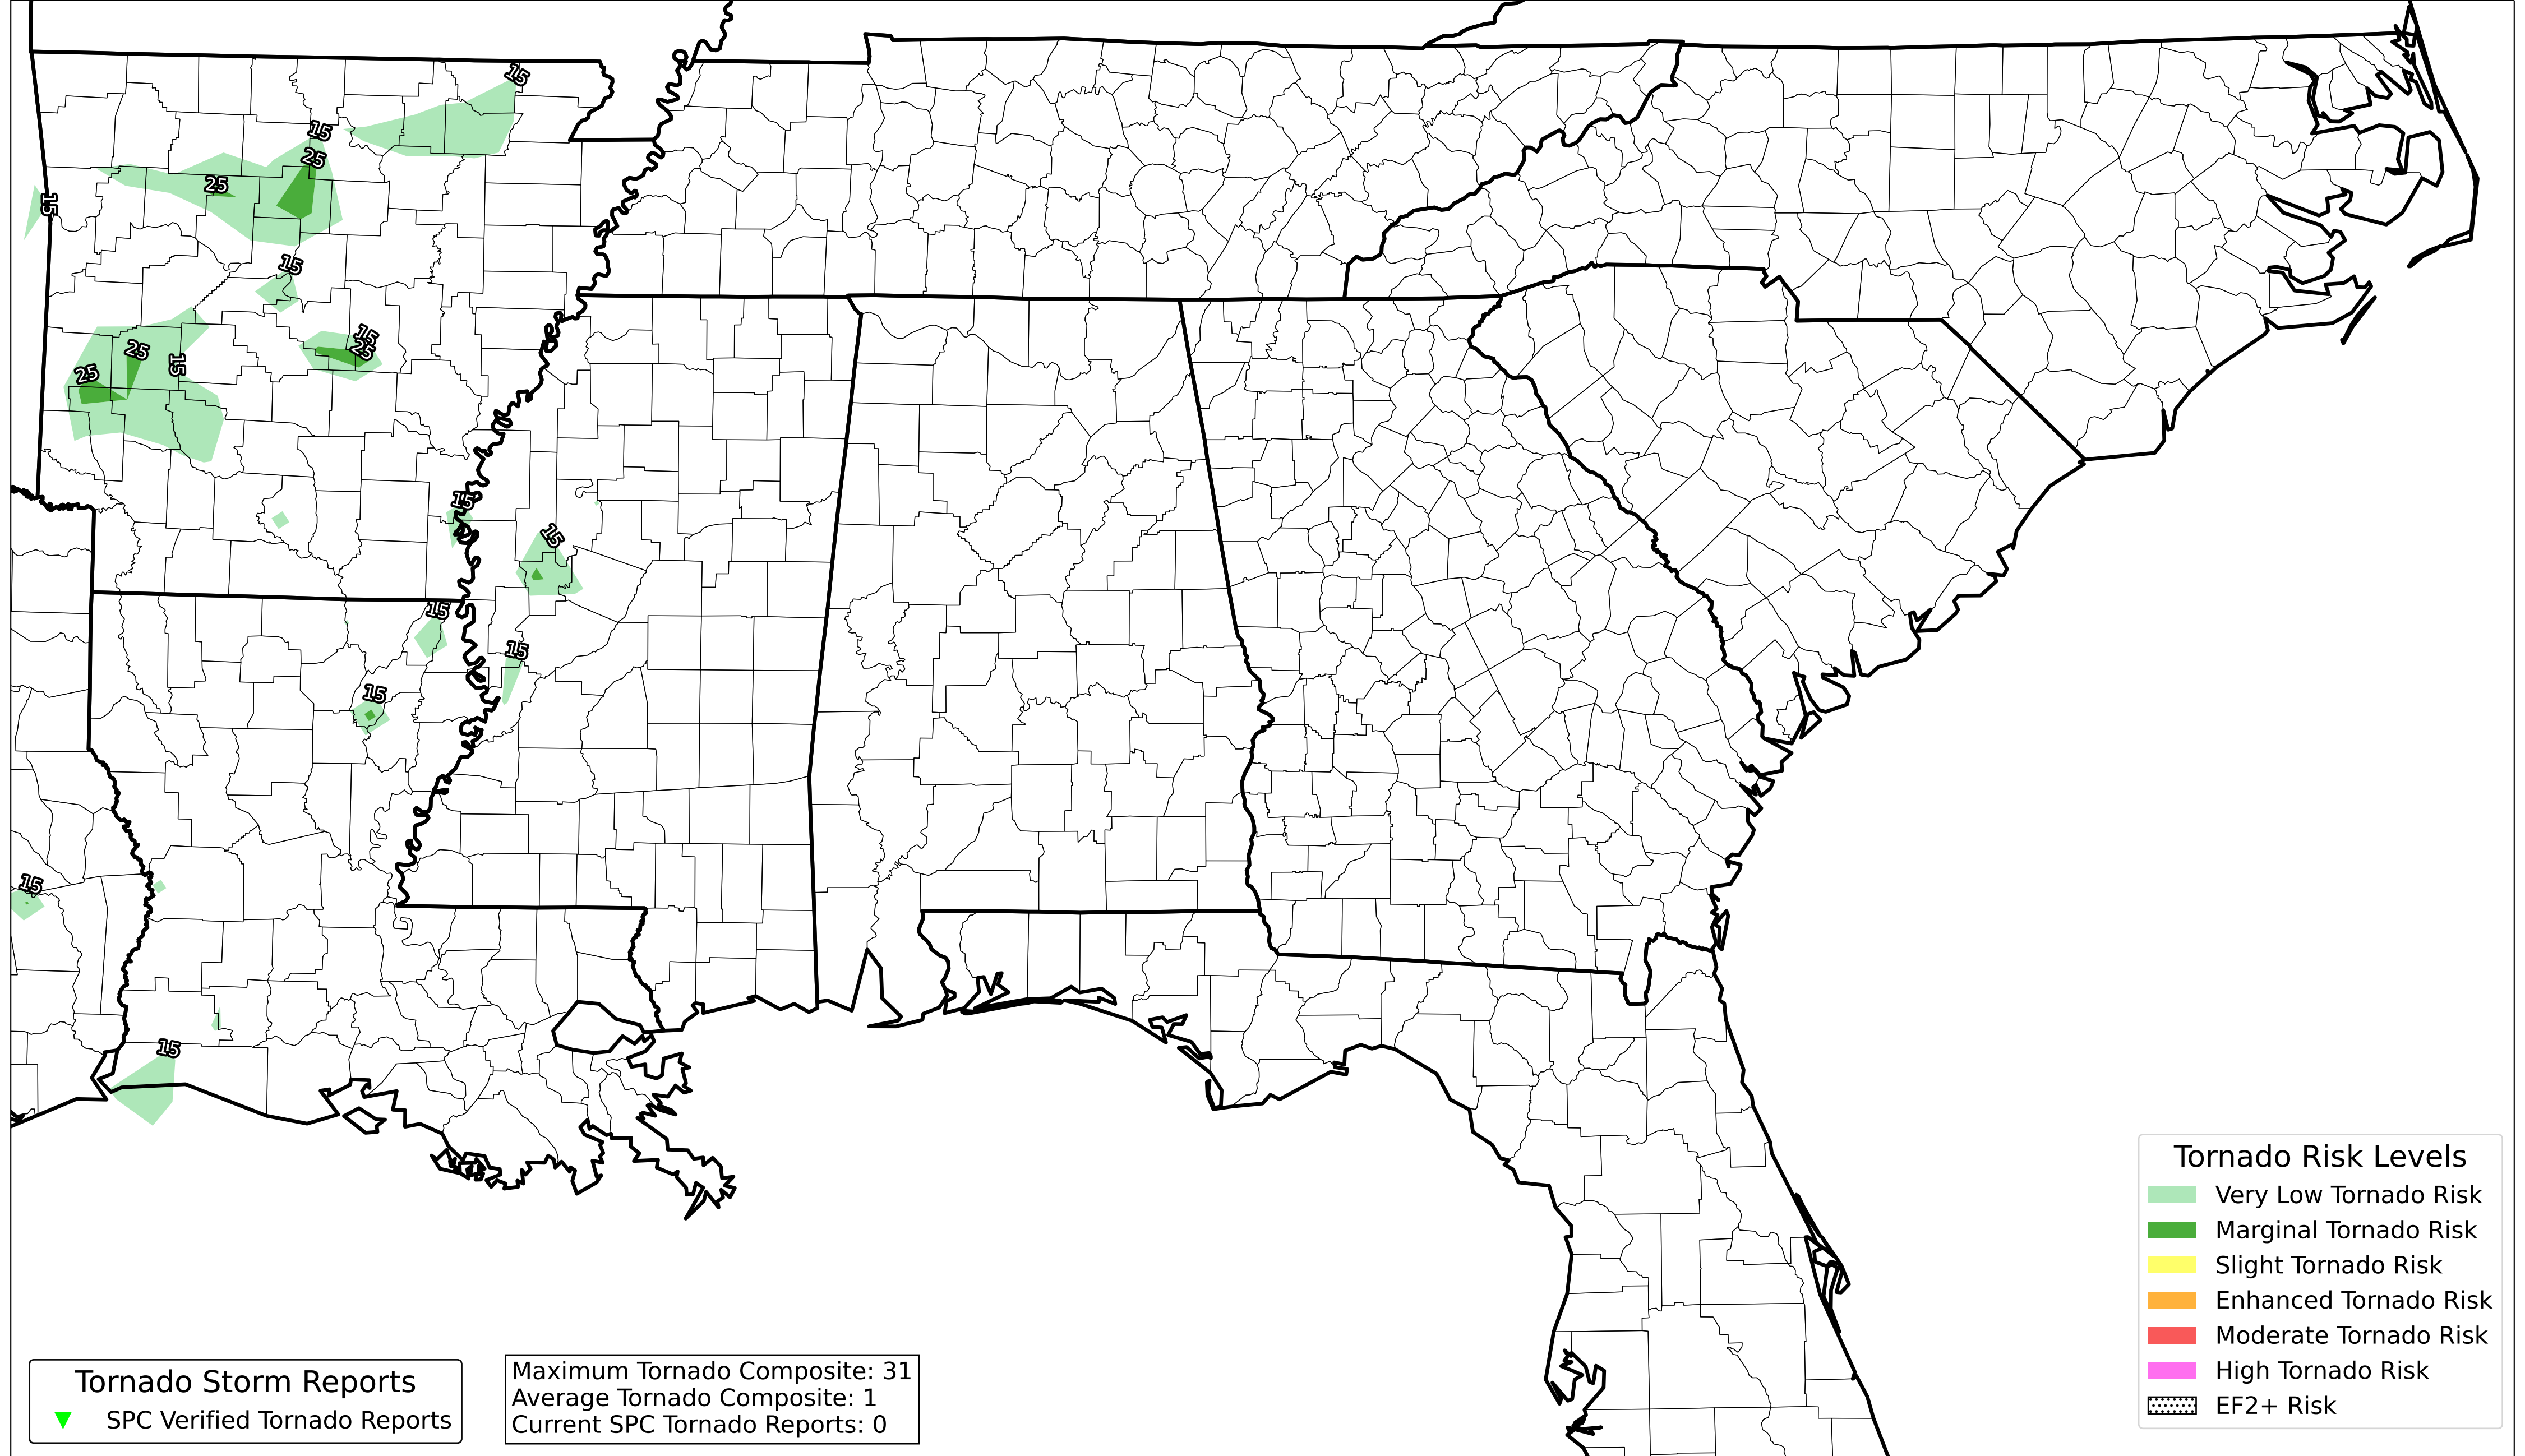 15
15
25
25
15
15
15
25
25
15
25
15
15
15
15
15
15
15
Tornado Risk Levels
Very Low Tornado Risk
Marginal Tornado Risk
Slight Tornado Risk
Enhanced Tornado Risk
Moderate Tornado Risk
High Tornado Risk
EF2+ Risk
Tornado Storm Reports
SPC Verified Tornado Reports
Maximum Tornado Composite: 31
Average Tornado Composite: 1
Current SPC Tornado Reports: 0